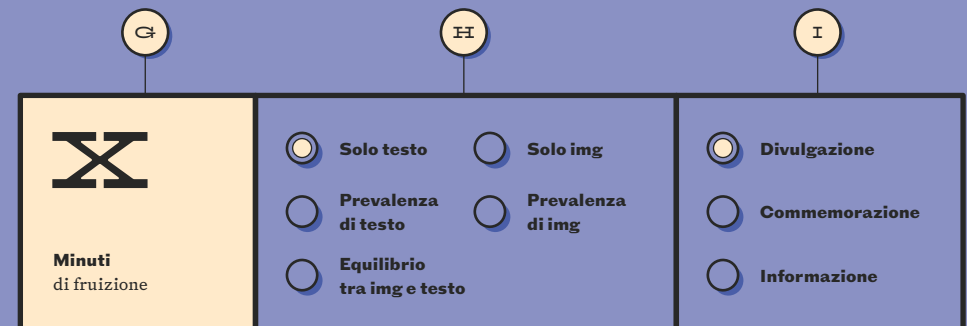 G
H
I
X
Minuti
di fruizione
Solo testo
Solo img
Prevalenza
di testo
Prevalenza
di img
Equilibrio
tra img e testo
Divulgazione
Commemorazione
Informazione